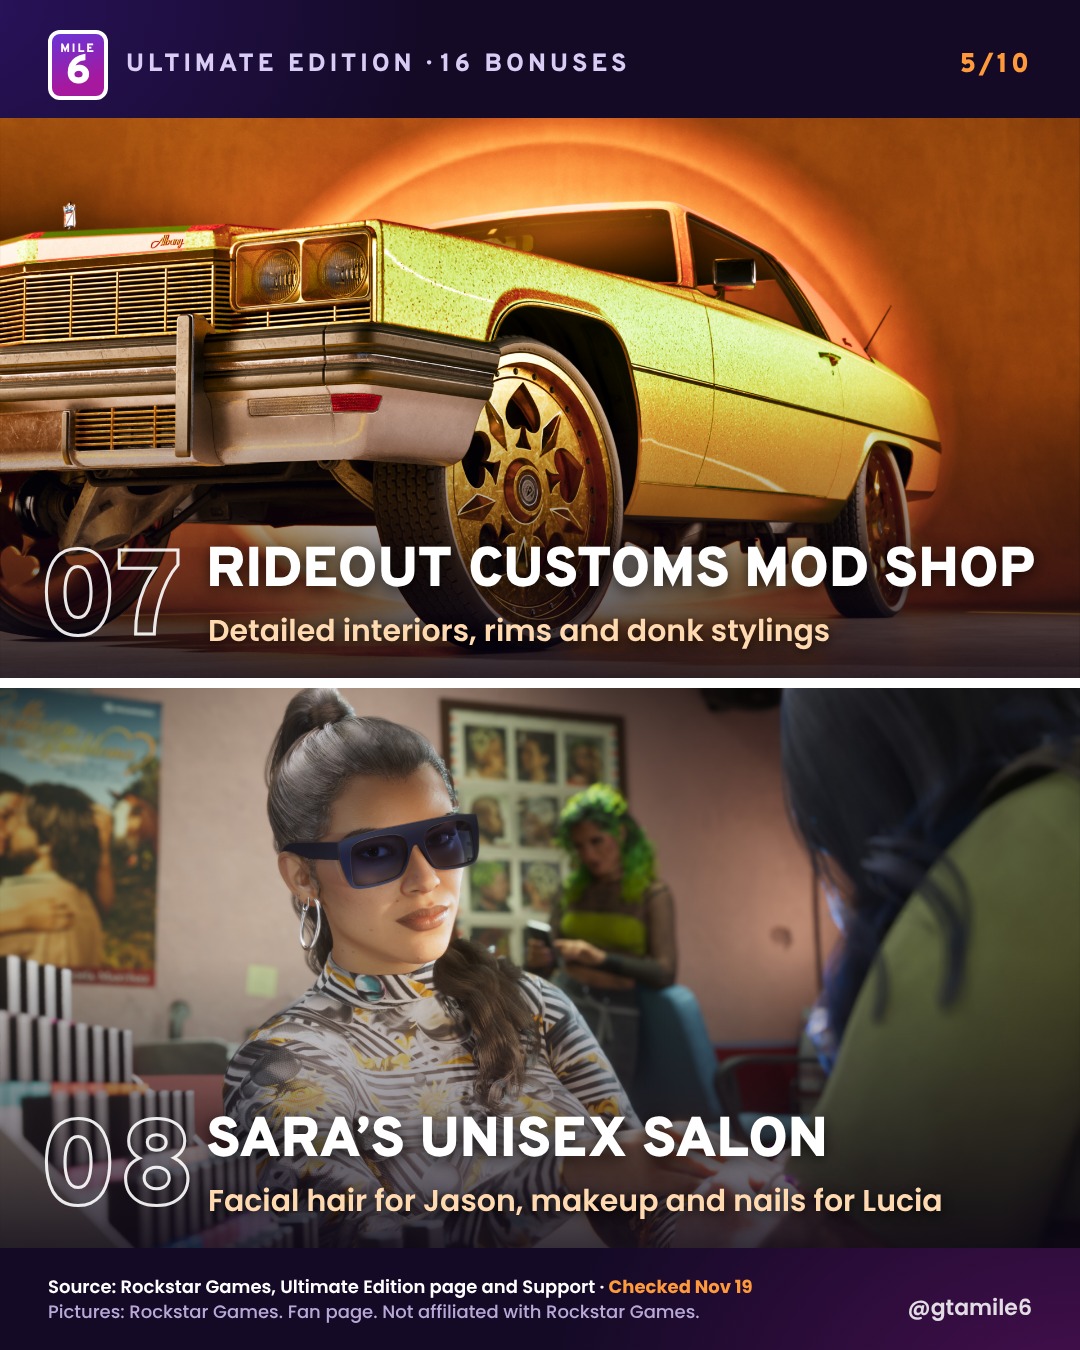 MILE
6
ULTIMATE EDITION · 16 BONUSES
5/10
Albany
07
RIDEOUT CUSTOMS MOD SHOP
Detailed interiors, rims and donk stylings
08
SARA’S UNISEX SALON
Facial hair for Jason, makeup and nails for Lucia
Source: Rockstar Games, Ultimate Edition page and Support · Checked Nov 19
Pictures: Rockstar Games. Fan page. Not affiliated with Rockstar Games.
@gtamile6